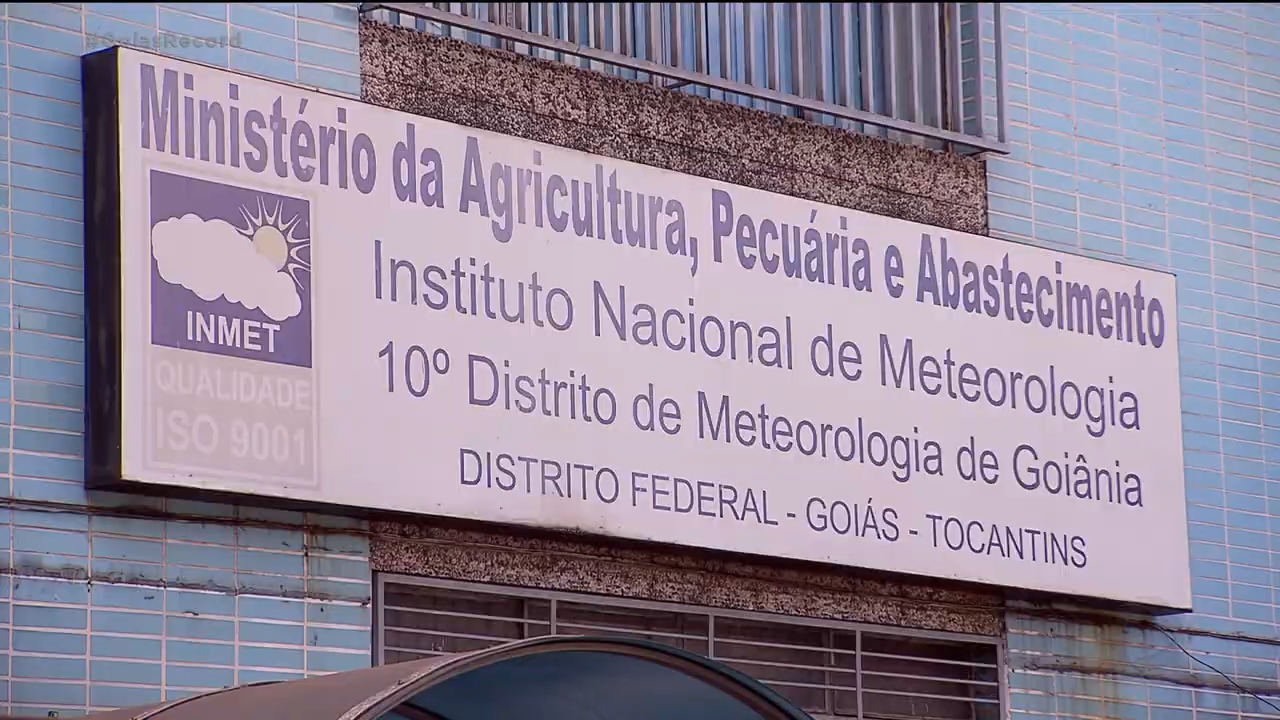 #GoiásRecord
Ministério da Agricultura, Pecuária e Abastecimento
Instituto Nacional de Meteorologia
10º Distrito de Meteorologia de Goiânia
DISTRITO FEDERAL - GOIÁS - TOCANTINS
INMET
QUALIDADE
ISO 9001